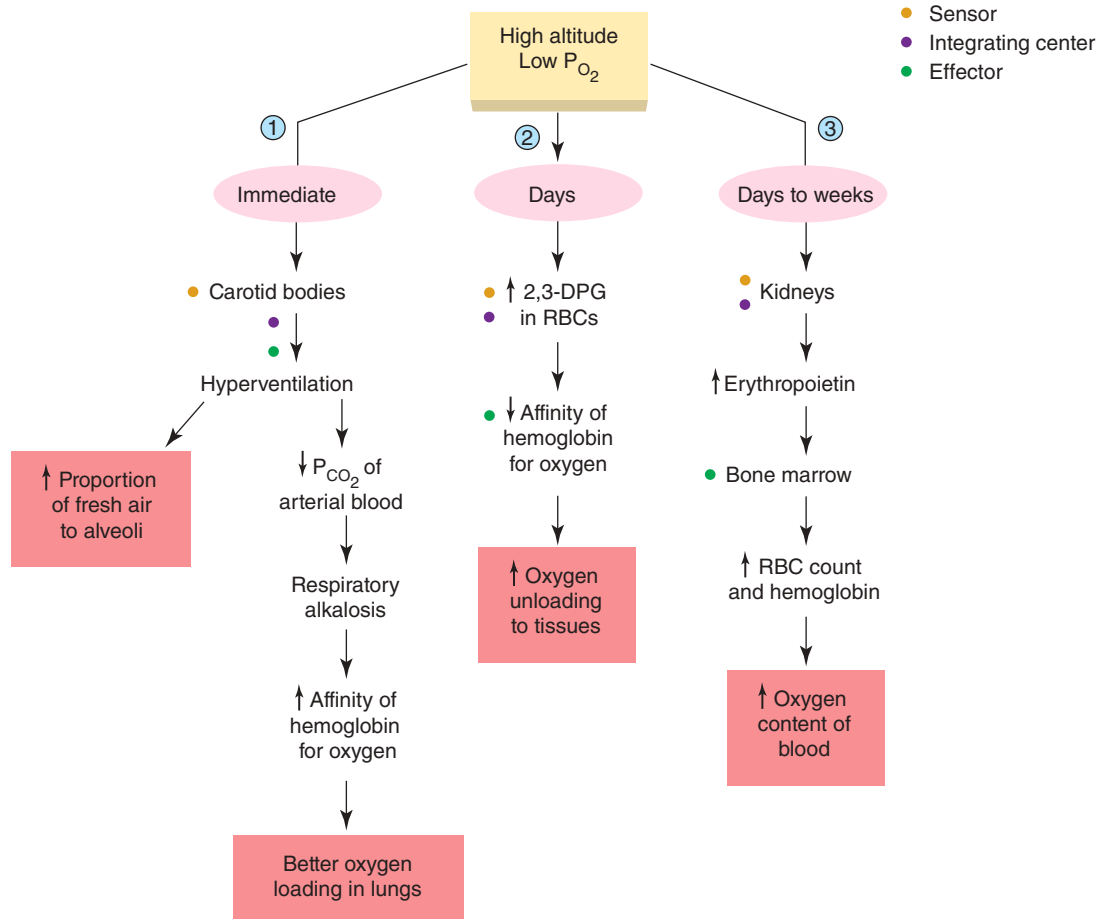 High altitude
Low PO2
Sensor
Integrating center
Effector
1
2
3
Immediate
Days
Days to weeks
Carotid bodies
Hyperventilation
↑ Proportion
of fresh air
to alveoli
↓ PCO2 of
arterial blood
Respiratory
alkalosis
↑ Affinity of
hemoglobin
for oxygen
Better oxygen
loading in lungs
↑ 2,3-DPG
in RBCs
↓ Affinity of
hemoglobin
for oxygen
↑ Oxygen
unloading
to tissues
Kidneys
↑ Erythropoietin
Bone marrow
↑ RBC count
and hemoglobin
↑ Oxygen
content of
blood